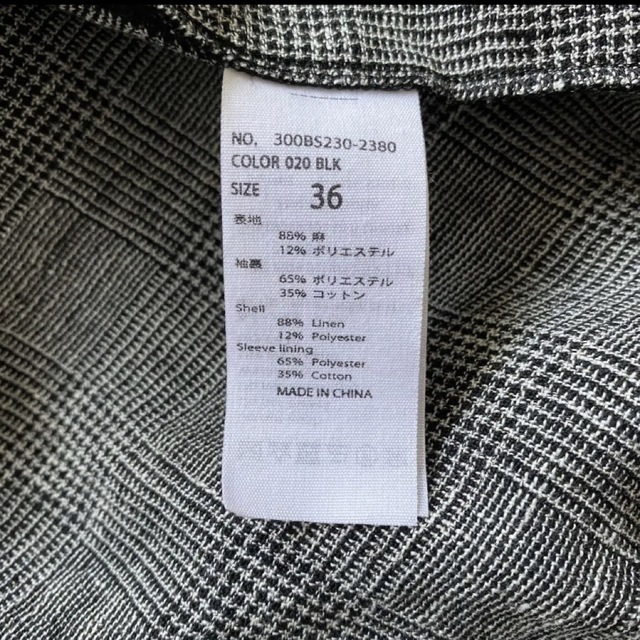 NO, 300BS230-2380
COLOR 020 BLK
SIZE 36
表地
88% 麻
12% ポリエステル
袖裏
65% ポリエステル
35% コットン
Shell
88% Linen
12% Polyester
Sleeve lining
65% Polyester
35% Cotton
MADE IN CHINA